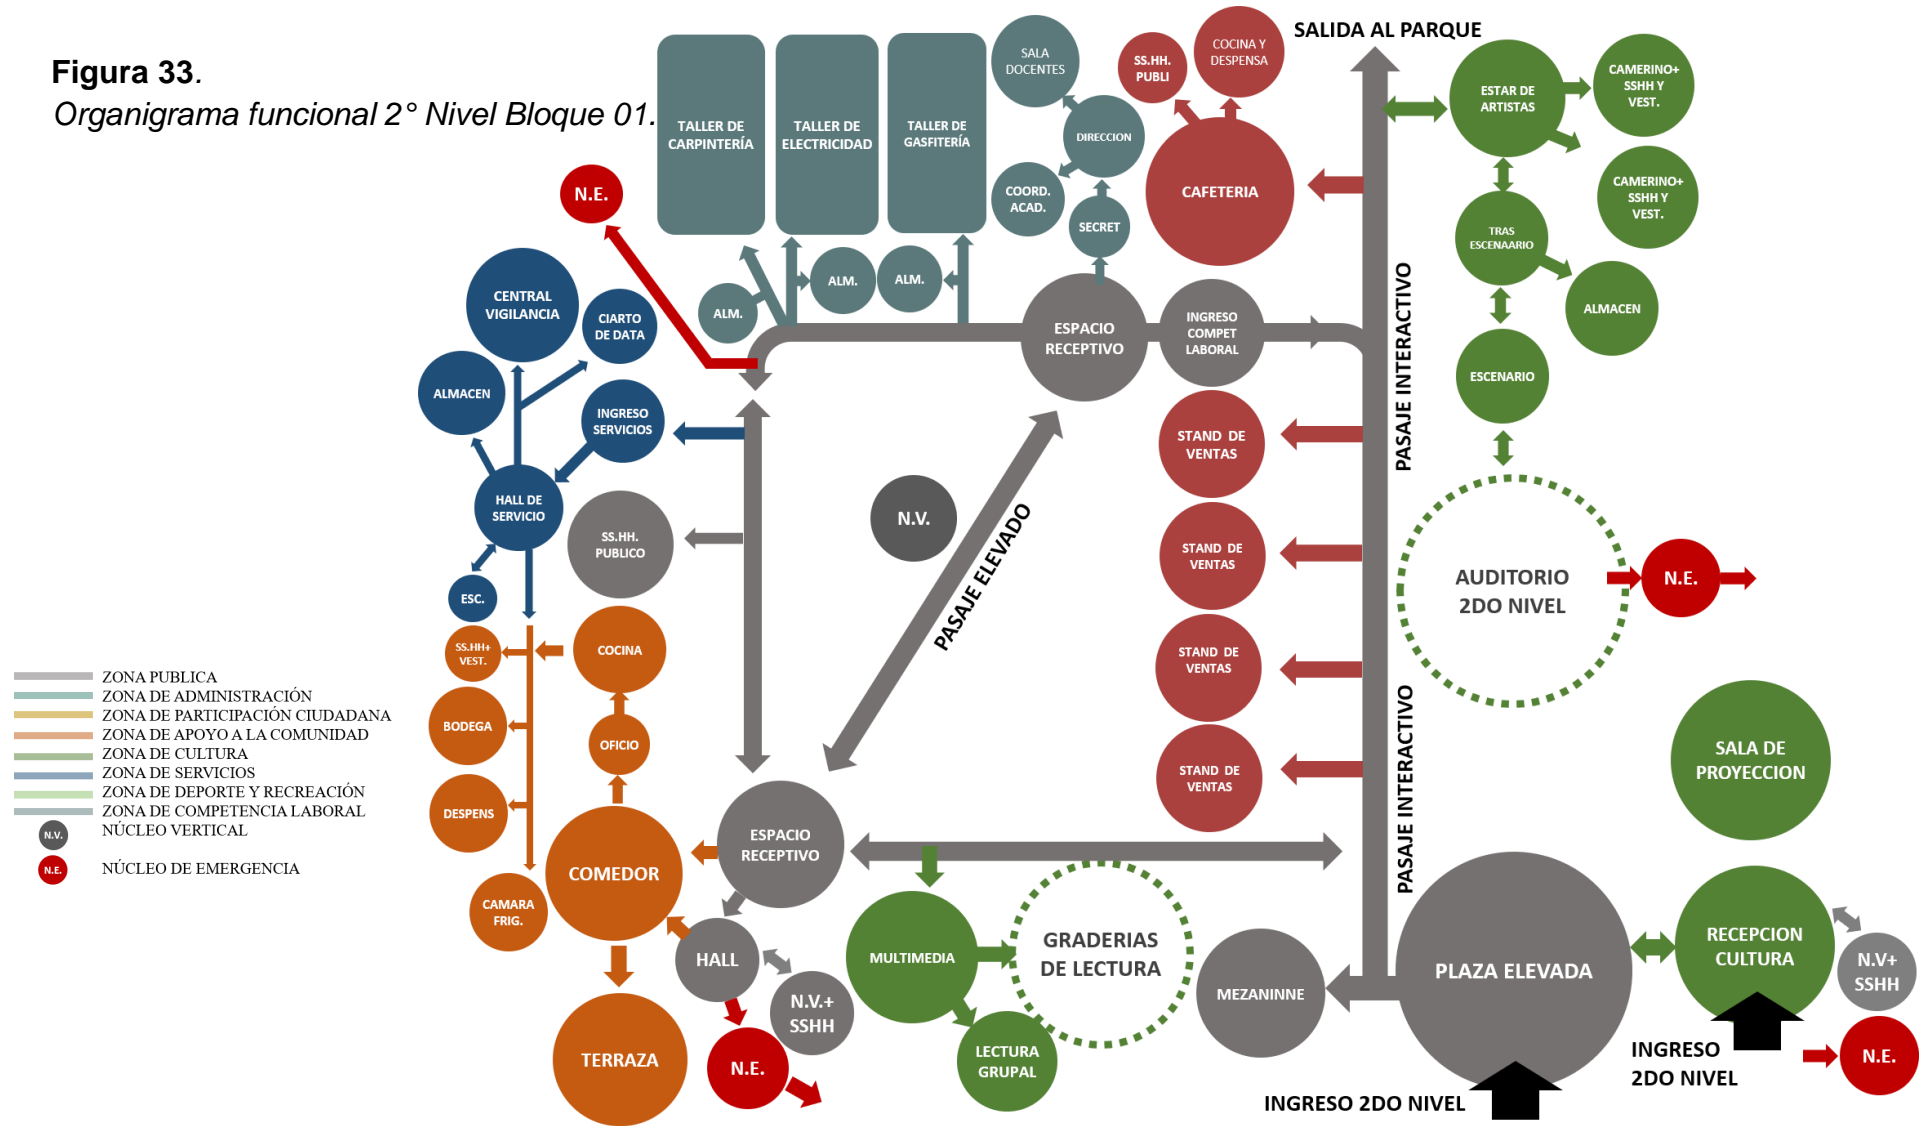 Figura 33.
Organigrama funcional 2° Nivel Bloque 01.
TALLER DE
CARPINTERÍA
TALLER DE
ELECTRICIDAD
TALLER DE
GASFITERÍA
SALA
DOCENTES
DIRECCION
COORD.
ACAD.
SECRET
SS.HH.
PUBLI
COCINA Y
DESPENSA
CAFETERIA
SALIDA AL PARQUE
ESTAR DE
ARTISTAS
CAMERINO+
SSHH Y
VEST.
CAMERINO+
SSHH Y
VEST.
TRAS
ESCENAARIO
ALMACEN
ESCENARIO
N.E.
ALM.
ALM.
ALM.
CENTRAL
VIGILANCIA
CIARTO
DE DATA
ALMACEN
INGRESO
SERVICIOS
HALL DE
SERVICIO
ESC.
ESPACIO
RECEPTIVO
INGRESO
COMPET
LABORAL
PASAJE INTERACTIVO
STAND DE
VENTAS
STAND DE
VENTAS
STAND DE
VENTAS
STAND DE
VENTAS
N.V.
PASAJE ELEVADO
SS.HH.
PUBLICO
AUDITORIO
2DO NIVEL
N.E.
SS.HH+
VEST.
COCINA
BODEGA
OFICIO
DESPENS
CAMARA
FRIG.
COMEDOR
TERRAZA
ESPACIO
RECEPTIVO
HALL
N.V.+
SSHH
N.E.
MULTIMEDIA
GRADERIAS
DE LECTURA
LECTURA
GRUPAL
MEZANINNE
PASAJE INTERACTIVO
PLAZA ELEVADA
SALA DE
PROYECCION
RECEPCION
CULTURA
N.V+
SSHH
N.E.
INGRESO
2DO NIVEL
INGRESO 2DO NIVEL
ZONA PUBLICA
ZONA DE ADMINISTRACIÓN
ZONA DE PARTICIPACIÓN CIUDADANA
ZONA DE APOYO A LA COMUNIDAD
ZONA DE CULTURA
ZONA DE SERVICIOS
ZONA DE DEPORTE Y RECREACIÓN
ZONA DE COMPETENCIA LABORAL
N.V. NÚCLEO VERTICAL
N.E. NÚCLEO DE EMERGENCIA